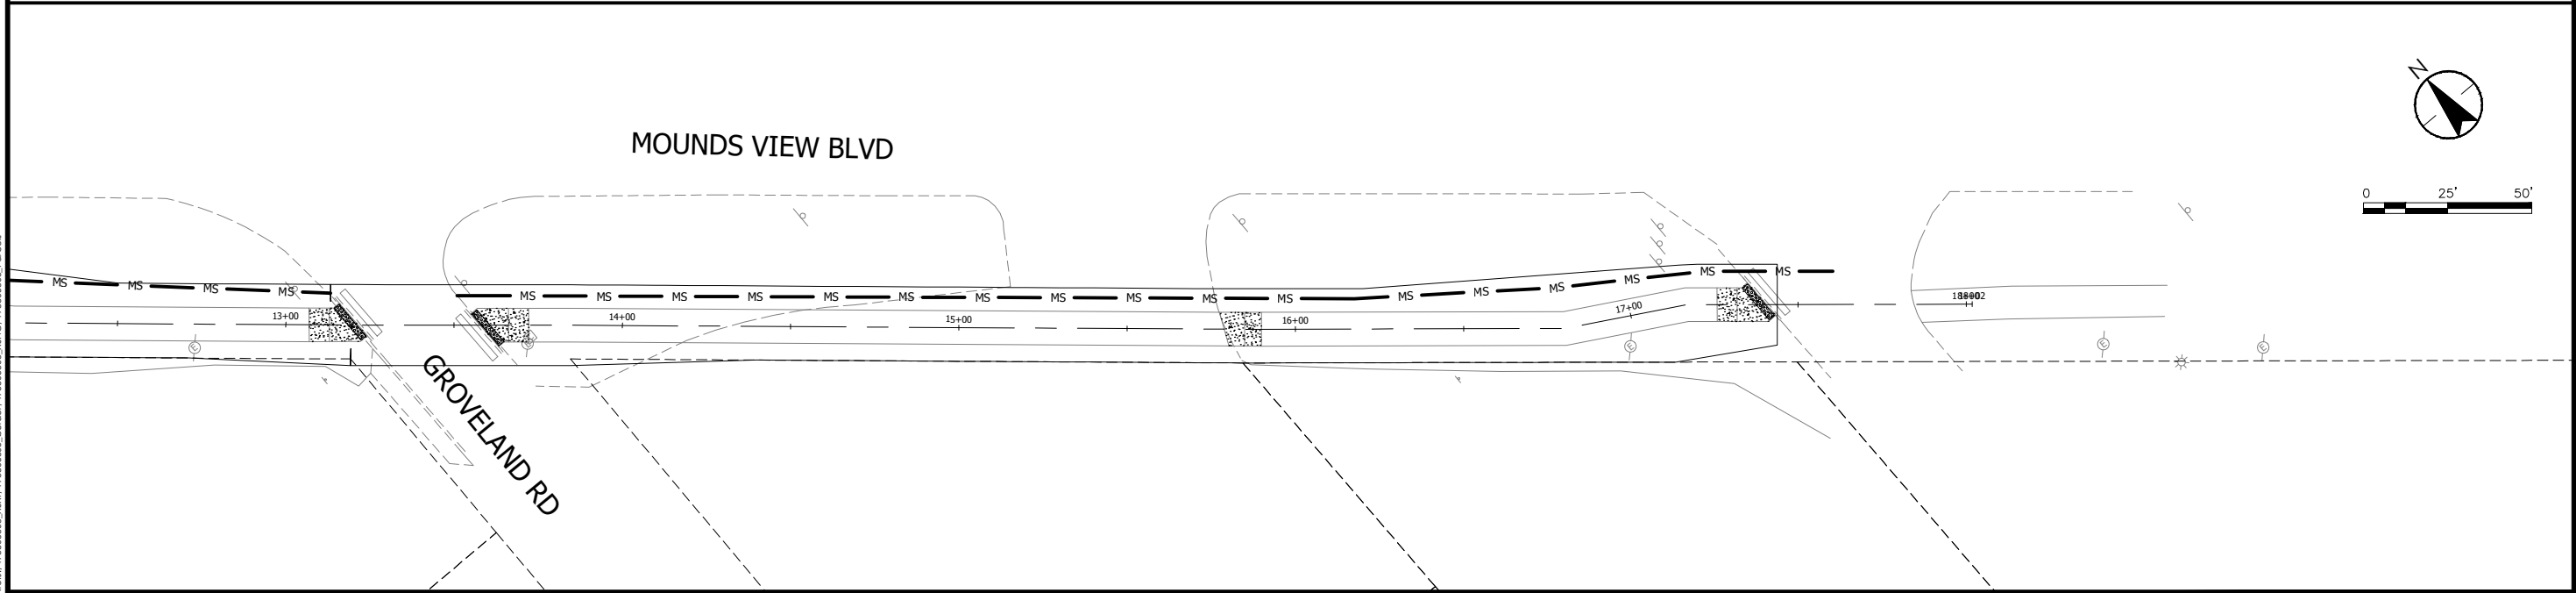 N
MOUNDS VIEW BLVD
0 25' 50'
MS MS MS MS MS MS MS MS MS MS MS MS MS MS MS MS MS MS MS MS MS
13+00 14+00 15+00 16+00 17+00
E E E E E
GROVELAND RD